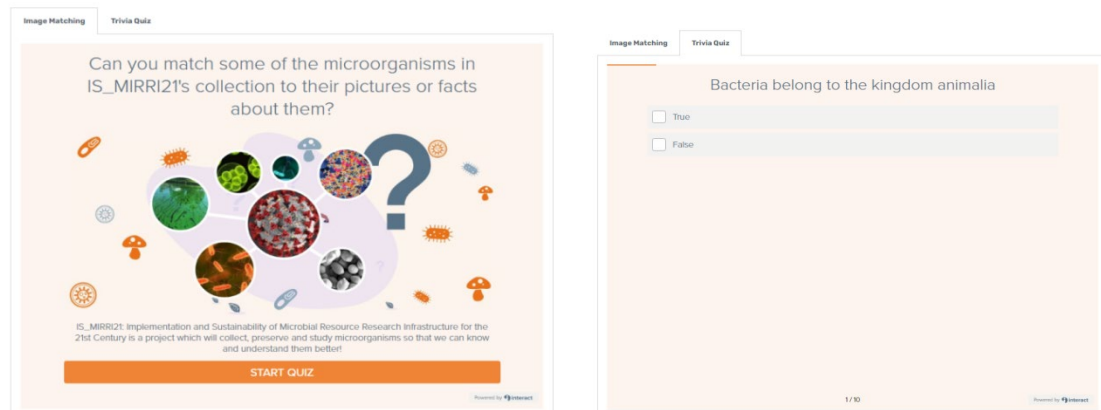 Image Matching
Trivia Quiz
Can you match some of the microorganisms in
IS_MIRRI21's collection to their pictures or facts
about them?
IS_MIRRI21: Implementation and Sustainability of Microbial Resource Research Infrastructure for the
21st Century is a project which will collect, preserve and study microorganisms so that we can know
and understand them better!
START QUIZ
Powered by interact
Image Matching
Trivia Quiz
Bacteria belong to the kingdom animalia
True
False
1 / 10
Powered by interact